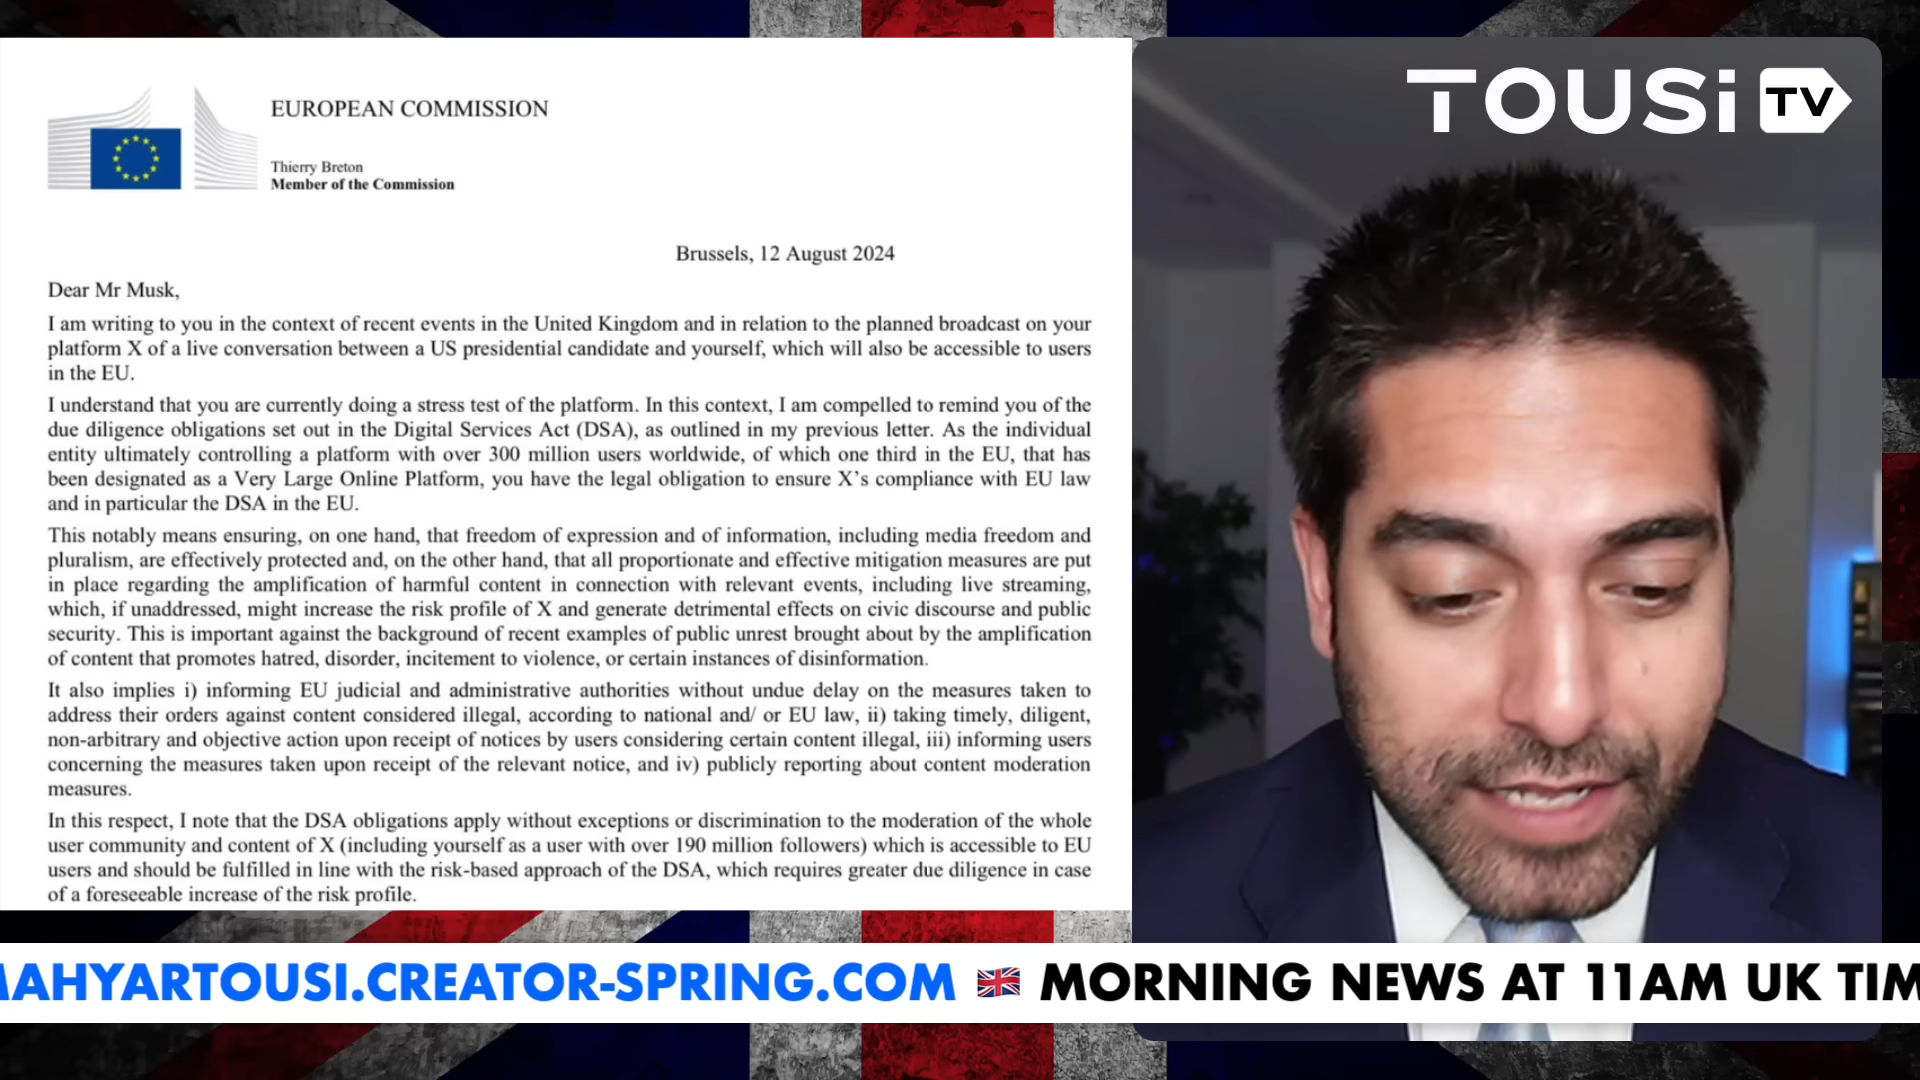 EUROPEAN COMMISSION
Thierry Breton
Member of the Commission
Brussels, 12 August 2024
Dear Mr Musk,
I am writing to you in the context of recent events in the United Kingdom and in relation to the planned broadcast on your
platform X of a live conversation between a US presidential candidate and yourself, which will also be accessible to users
in the EU.
I understand that you are currently doing a stress test of the platform. In this context, I am compelled to remind you of the
due diligence obligations set out in the Digital Services Act (DSA), as outlined in my previous letter. As the individual
entity ultimately controlling a platform with over 300 million users worldwide, of which one third in the EU, that has
been designated as a Very Large Online Platform, you have the legal obligation to ensure X's compliance with EU law
and in particular the DSA in the EU.
This notably means ensuring, on one hand, that freedom of expression and of information, including media freedom and
pluralism, are effectively protected and, on the other hand, that all proportionate and effective mitigation measures are put
in place regarding the amplification of harmful content in connection with relevant events, including live streaming,
which, if unaddressed, might increase the risk profile of X and generate detrimental effects on civic discourse and public
security. This is important against the background of recent examples of public unrest brought about by the amplification
of content that promotes hatred, disorder, incitement to violence, or certain instances of disinformation.
It also implies i) informing EU judicial and administrative authorities without undue delay on the measures taken to
address their orders against content considered illegal, according to national and/ or EU law, ii) taking timely, diligent,
non-arbitrary and objective action upon receipt of notices by users considering certain content illegal, iii) informing users
concerning the measures taken upon receipt of the relevant notice, and iv) publicly reporting about content moderation
measures.
In this respect, I note that the DSA obligations apply without exceptions or discrimination to the moderation of the whole
user community and content of X (including yourself as a user with over 190 million followers) which is accessible to EU
users and should be fulfilled in line with the risk-based approach of the DSA, which requires greater due diligence in case
of a foreseeable increase of the risk profile.
TOUSi TV
MAHYARTOUSI.CREATOR-SPRING.COM 🇬🇧 MORNING NEWS AT 11AM UK TIM